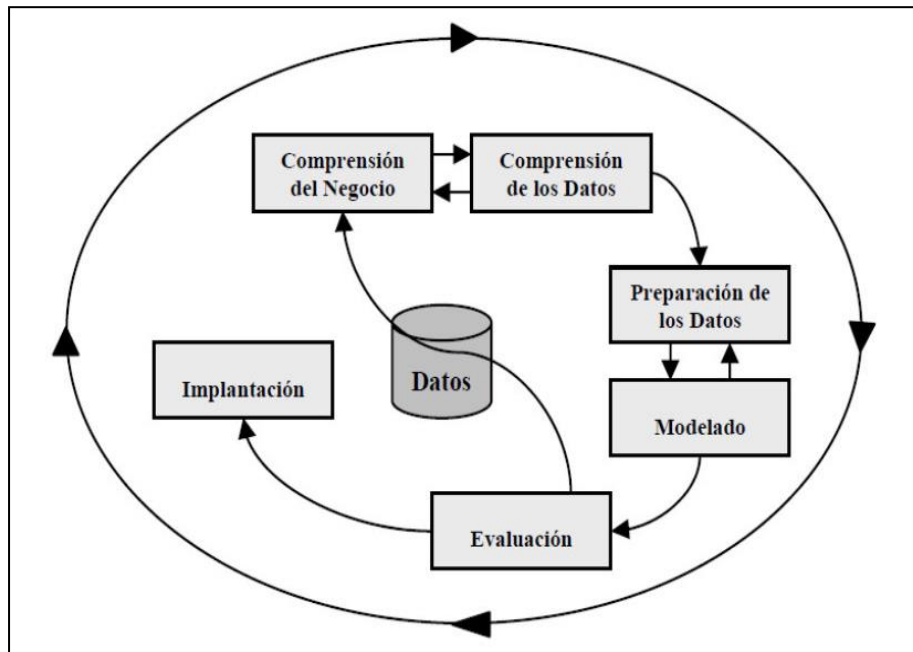 Comprensión
del Negocio
Comprensión
de los Datos
Preparación de
los Datos
Implantación
Datos
Modelado
Evaluación